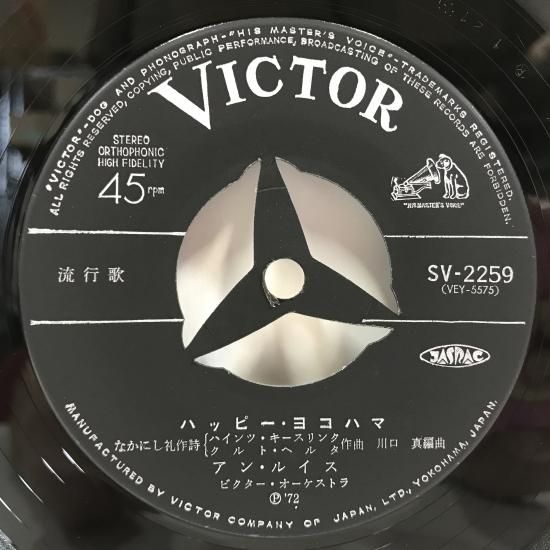 "VICTOR"-DOG AND PHONOGRAPH-"HIS MASTER'S VOICE"-TRADEMARKS REGISTERED.
ALL RIGHTS RESERVED, COPYING, PUBLIC PERFORMANCE, BROADCASTING OF THESE RECORDS ARE FORBIDDEN.
VICTOR
STEREO
ORTHOPHONIC
HIGH FIDELITY
45 rpm
"HIS MASTER'S VOICE"
流行歌
SV-2259
(VEY-5575)
JASRAC
ハッピー・ヨコハマ
なかにし礼作詩 {ハインツ・キースリンク
クルト・ヘルタ 作曲 川口 真編曲
アン・ルイス
ビクター・オーケストラ
Ⓟ'72
MANUFACTURED BY VICTOR COMPANY OF JAPAN, LTD., YOKOHAMA, JAPAN.